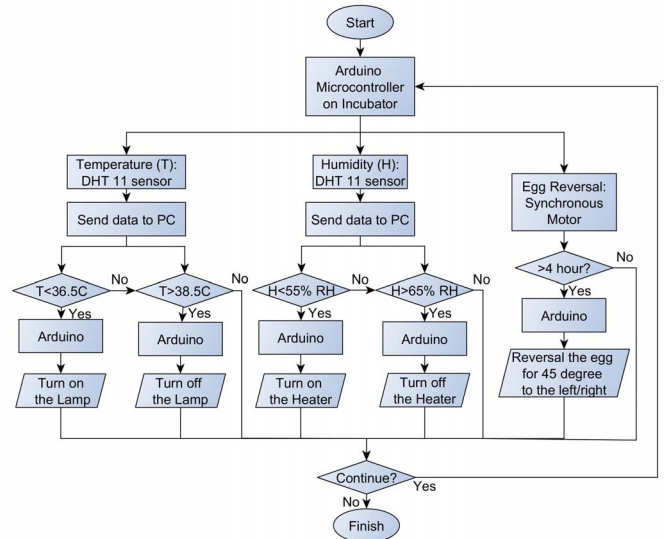 Start
Arduino
Microcontroller
on Incubator
Temperature (T):
DHT 11 sensor
Humidity (H):
DHT 11 sensor
Egg Reversal:
Synchronous
Motor
Send data to PC
Send data to PC
T<36.5C
No
T>38.5C
No
H<55% RH
No
H>65% RH
No
>4 hour?
No
Yes
Yes
Yes
Yes
Yes
Arduino
Arduino
Arduino
Arduino
Arduino
Turn on
the Lamp
Turn off
the Lamp
Turn on
the Heater
Turn off
the Heater
Reversal the egg
for 45 degree
to the left/right
Continue?
Yes
No
Finish